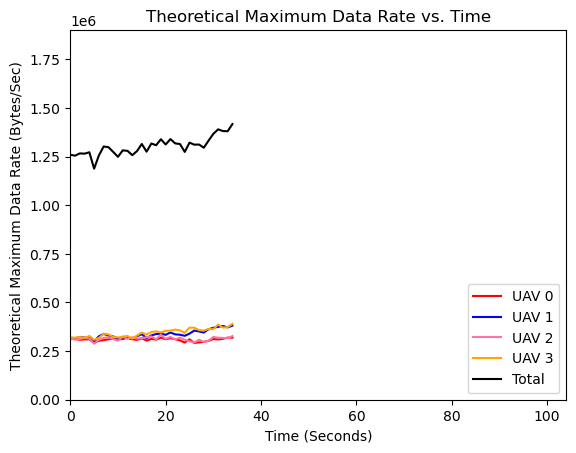 Theoretical Maximum Data Rate vs. Time
1e6
Theoretical Maximum Data Rate (Bytes/Sec)
1.75
1.50
1.25
1.00
0.75
0.50
0.25
0.00
0 20 40 60 80 100
Time (Seconds)
UAV 0
UAV 1
UAV 2
UAV 3
Total